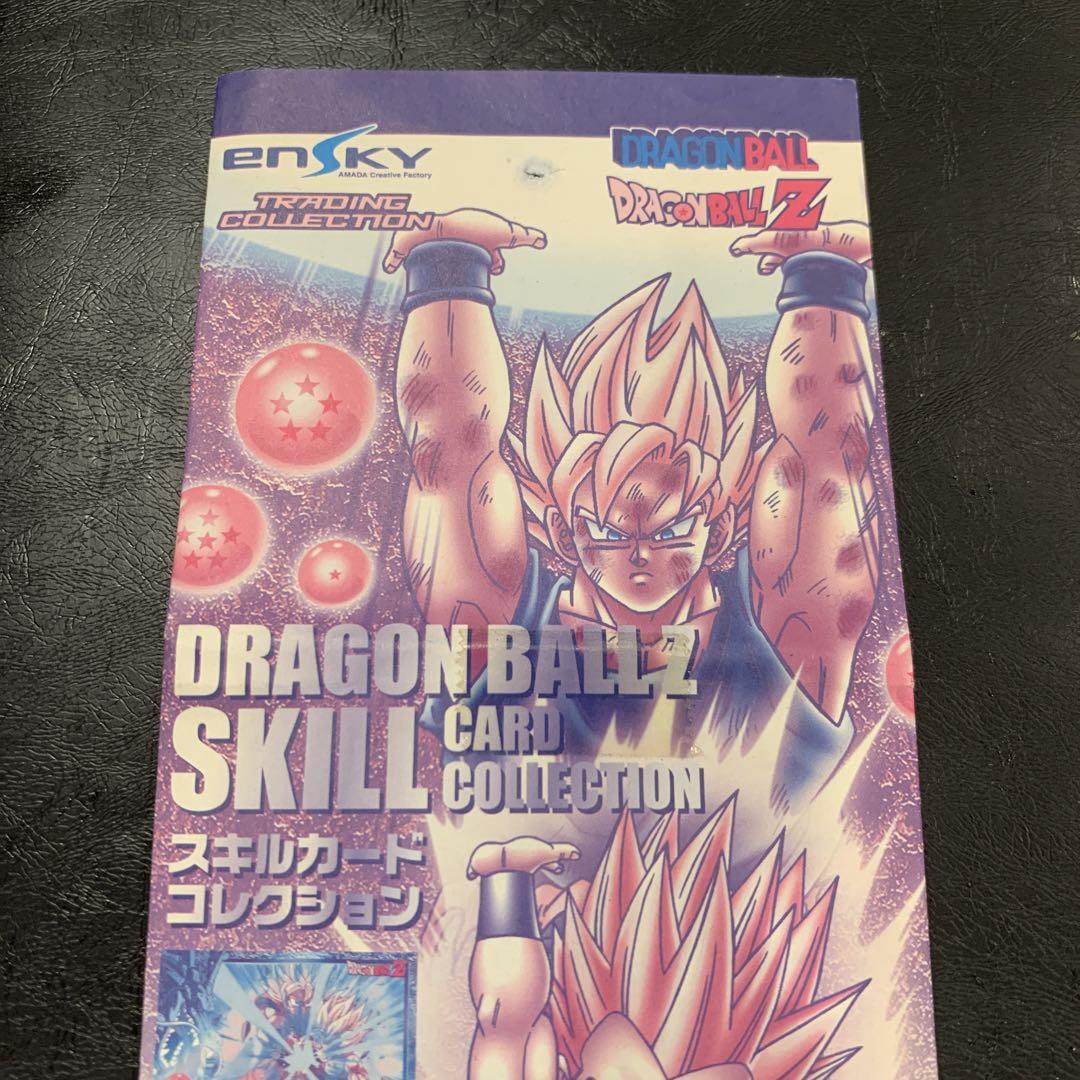 enSKY
AMADA Creative Factory
TRADING
COLLECTION
DRAGONBALL
DRAGONBALL Z
DRAGON BALL Z
SKILL CARD
COLLECTION
スキルカード
コレクション